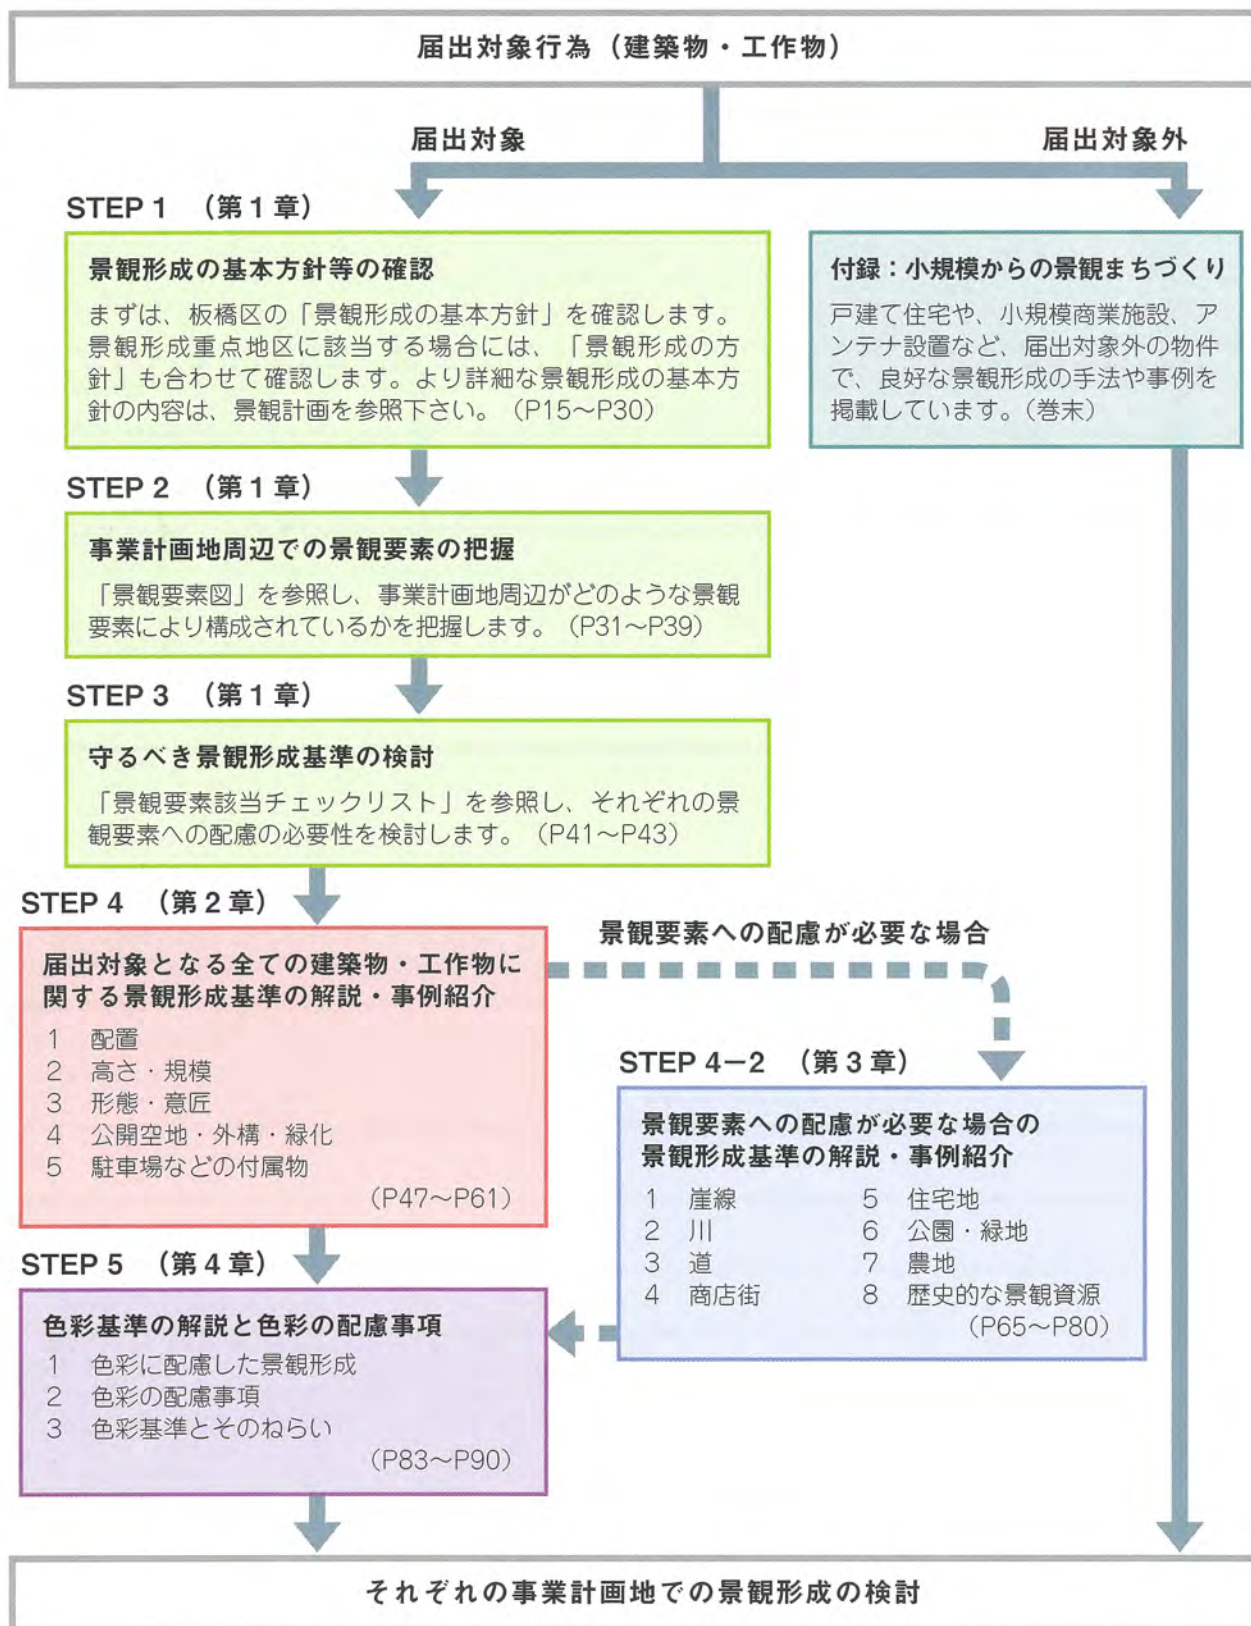 届出対象行為（建築物・工作物）
届出対象
届出対象外
STEP 1 （第1章）
景観形成の基本方針等の確認
まずは、板橋区の「景観形成の基本方針」を確認します。
景観形成重点地区に該当する場合には、「景観形成の方
針」も合わせて確認します。より詳細な景観形成の基本方
針の内容は、景観計画を参照下さい。（P15～P30）
付録：小規模からの景観まちづくり
戸建て住宅や、小規模商業施設、ア
ンテナ設置など、届出対象外の物件
で、良好な景観形成の手法や事例を
掲載しています。（巻末）
STEP 2 （第1章）
事業計画地周辺での景観要素の把握
「景観要素図」を参照し、事業計画地周辺がどのような景観
要素により構成されているかを把握します。（P31～P39）
STEP 3 （第1章）
守るべき景観形成基準の検討
「景観要素該当チェックリスト」を参照し、それぞれの景
観要素への配慮の必要性を検討します。（P41～P43）
STEP 4 （第2章）
届出対象となる全ての建築物・工作物に
関する景観形成基準の解説・事例紹介
1 配置
2 高さ・規模
3 形態・意匠
4 公開空地・外構・緑化
5 駐車場などの付属物
（P47～P61）
景観要素への配慮が必要な場合
STEP 4－2 （第3章）
景観要素への配慮が必要な場合の
景観形成基準の解説・事例紹介
1 崖線
2 川
3 道
4 商店街
5 住宅地
6 公園・緑地
7 農地
8 歴史的な景観資源
（P65～P80）
STEP 5 （第4章）
色彩基準の解説と色彩の配慮事項
1 色彩に配慮した景観形成
2 色彩の配慮事項
3 色彩基準とそのねらい
（P83～P90）
それぞれの事業計画地での景観形成の検討